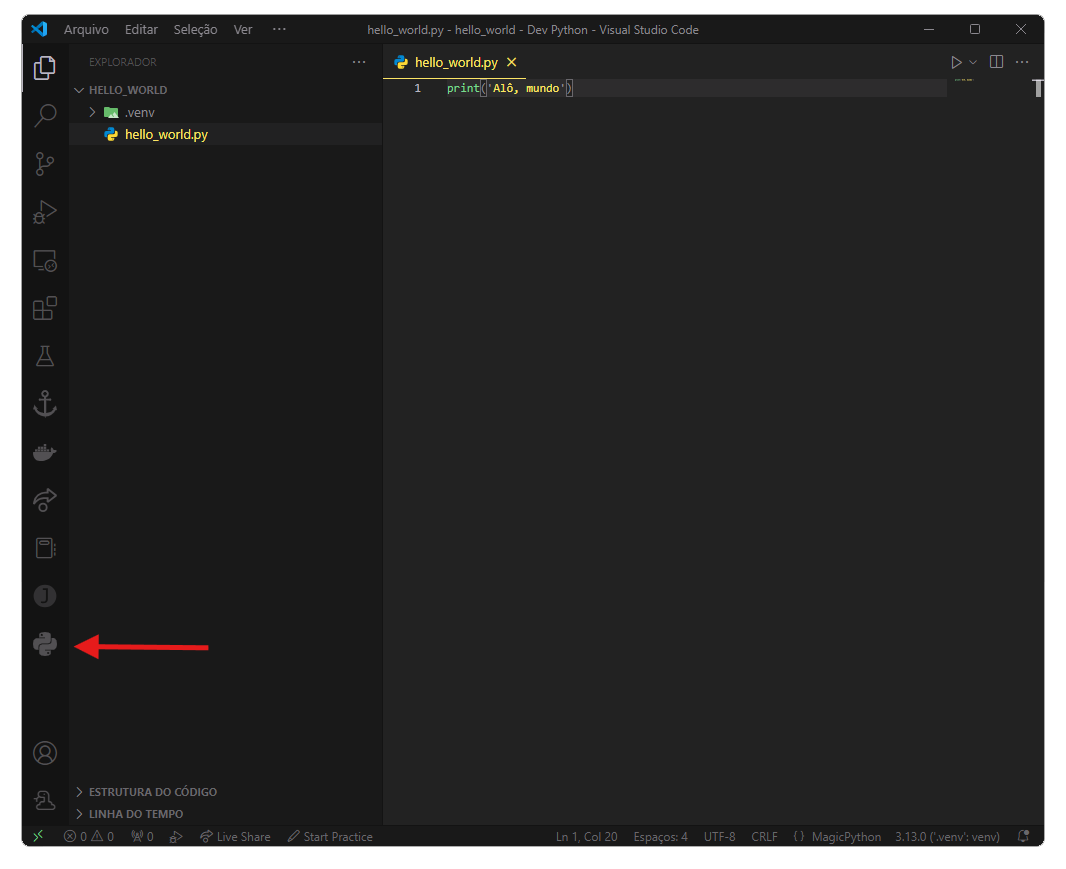 Arquivo Editar Seleção Ver ··· hello_world.py - hello_world - Dev Python - Visual Studio Code
EXPLORADOR ···
HELLO_WORLD
.venv
hello_world.py
hello_world.py
1 print('Alô, mundo')
J
ESTRUTURA DO CÓDIGO
LINHA DO TEMPO
0 0 0 Live Share Start Practice Ln 1, Col 20 Espaços: 4 UTF-8 CRLF {} MagicPython 3.13.0 ('.venv': venv)